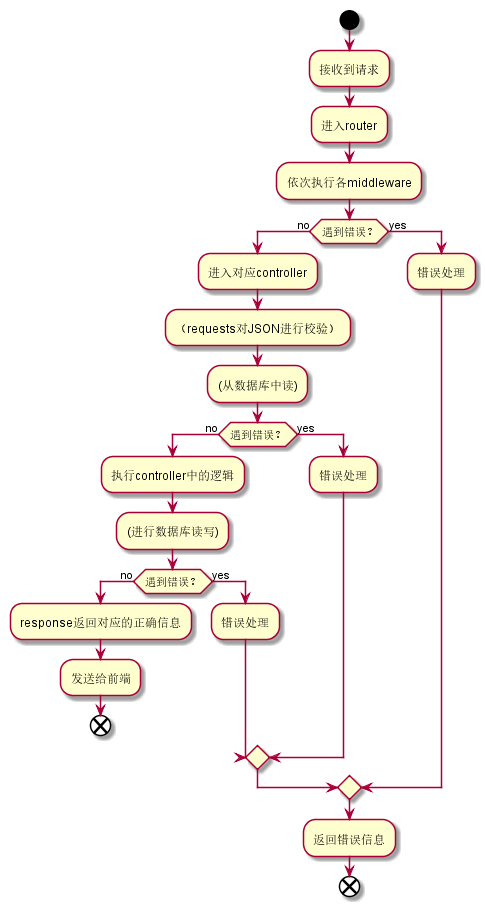 接收到请求
进入router
依次执行各middleware
no
遇到错误？
yes
进入对应controller
错误处理
（requests对JSON进行校验）
(从数据库中读)
no
遇到错误？
yes
执行controller中的逻辑
错误处理
(进行数据库读写)
no
遇到错误？
yes
response返回对应的正确信息
错误处理
发送给前端
返回错误信息